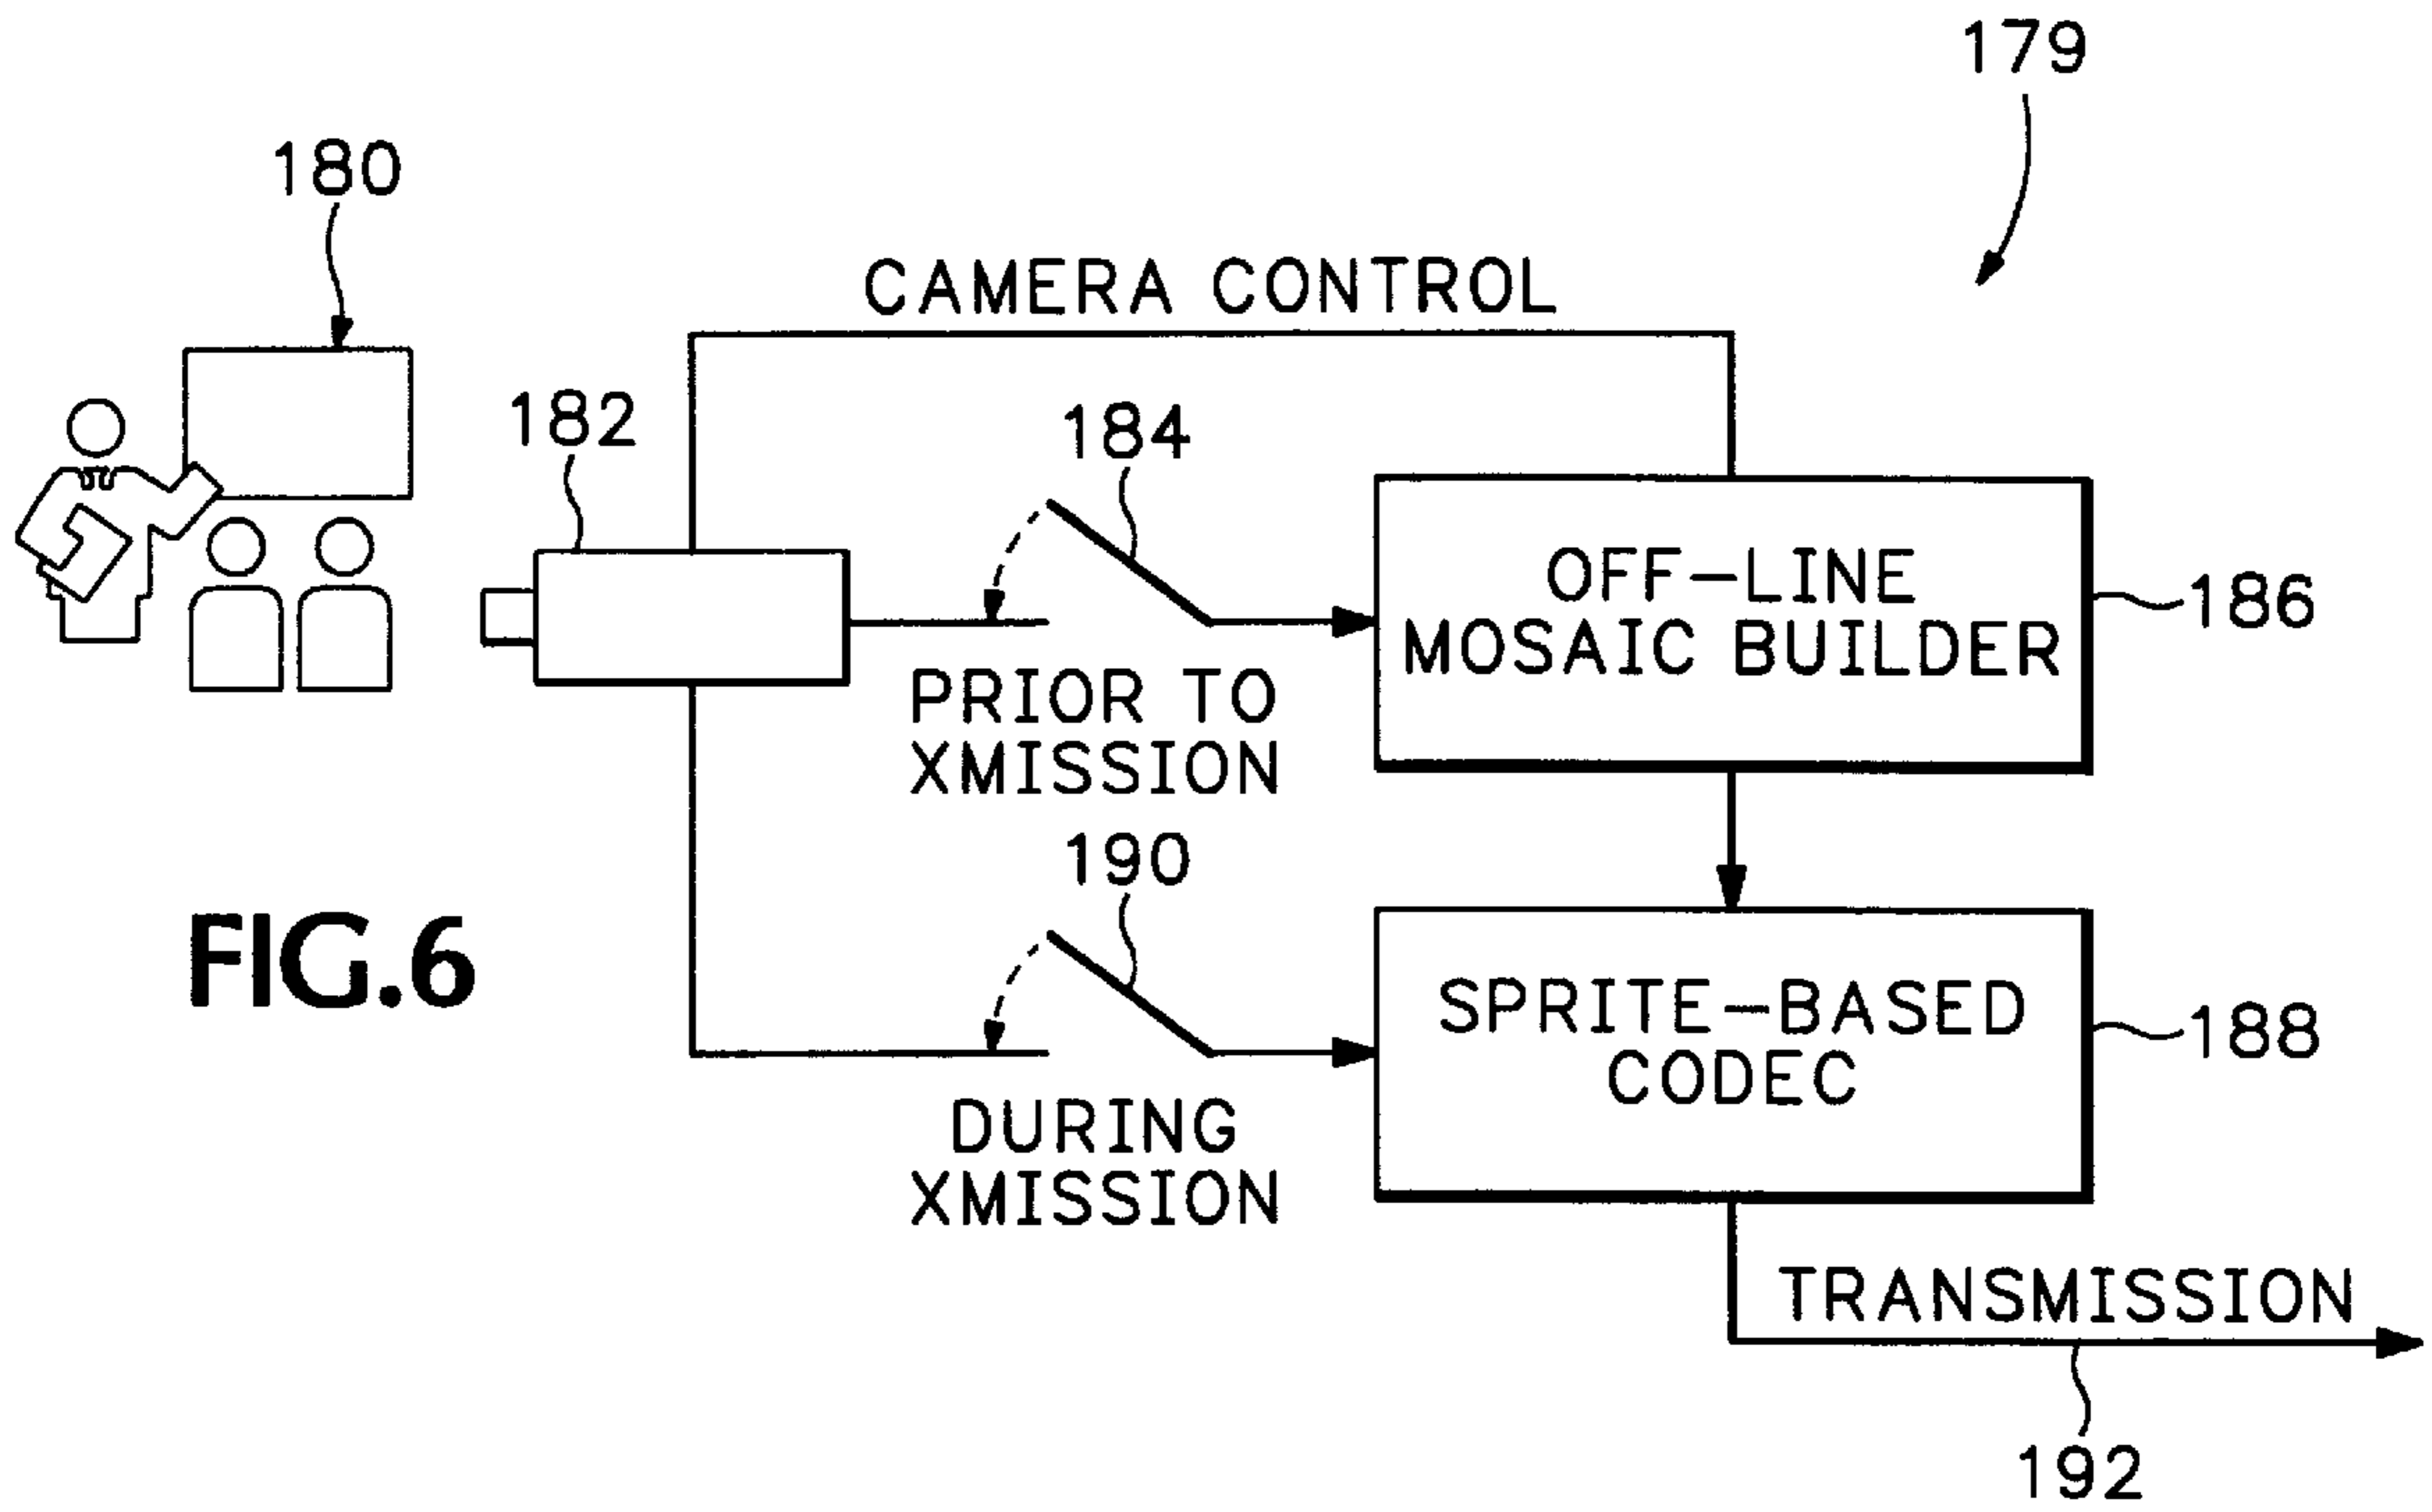 179
180
CAMERA CONTROL
182
184
OFF-LINE
MOSAIC BUILDER
186
PRIOR TO
XMISSION
190
FIG.6
SPRITE-BASED
CODEC
188
DURING
XMISSION
TRANSMISSION
192